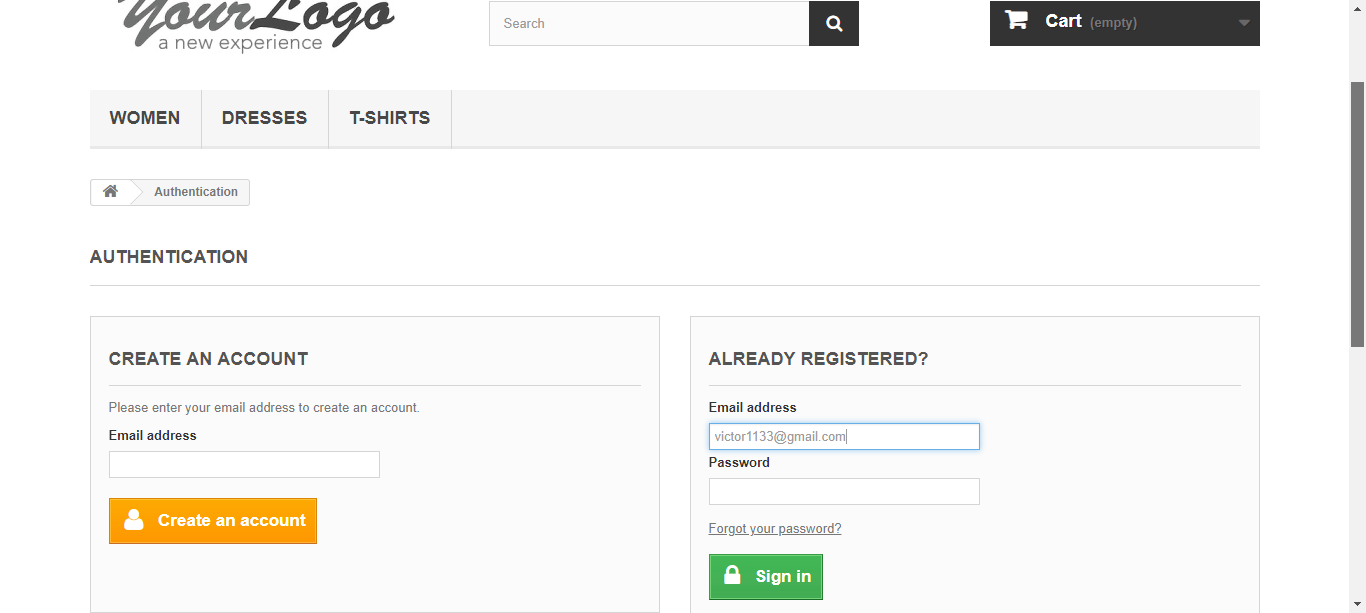 YourLogo
a new experience
Search
Cart (empty)
WOMEN DRESSES T-SHIRTS
Authentication
AUTHENTICATION
CREATE AN ACCOUNT
Please enter your email address to create an account.
Email address
Create an account
ALREADY REGISTERED?
Email address
victor1133@gmail.com
Password
Forgot your password?
Sign in